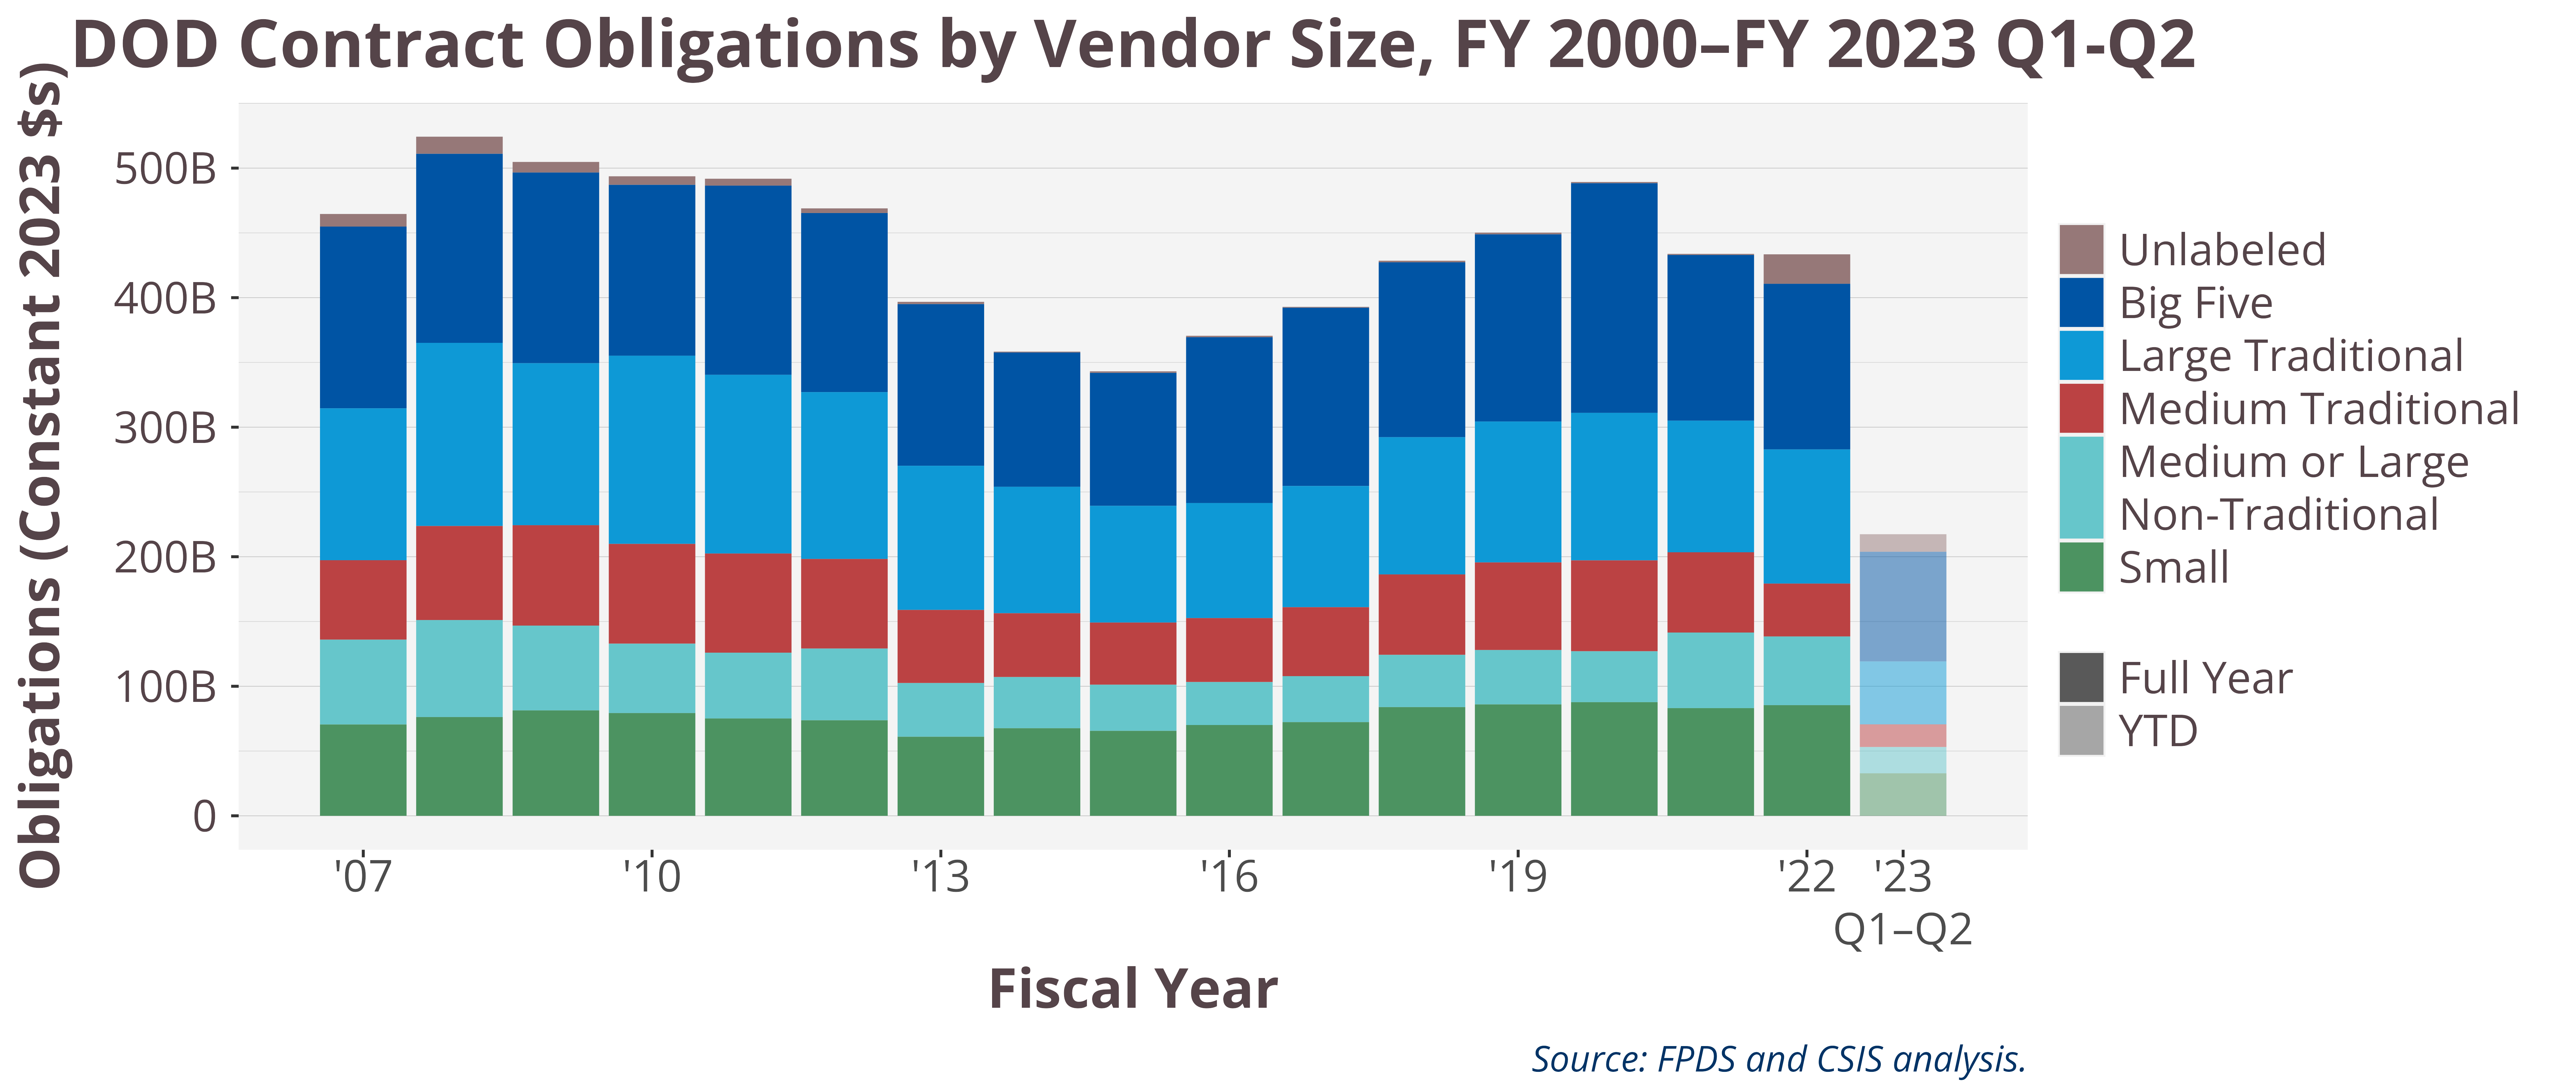 DOD Contract Obligations by Vendor Size, FY 2000–FY 2023 Q1-Q2
Obligations (Constant 2023 $s)
500B
400B
300B
200B
100B
0
'07
'10
'13
'16
'19
'22
'23
Q1–Q2
Fiscal Year
Unlabeled
Big Five
Large Traditional
Medium Traditional
Medium or Large
Non-Traditional
Small
Full Year
YTD
Source: FPDS and CSIS analysis.